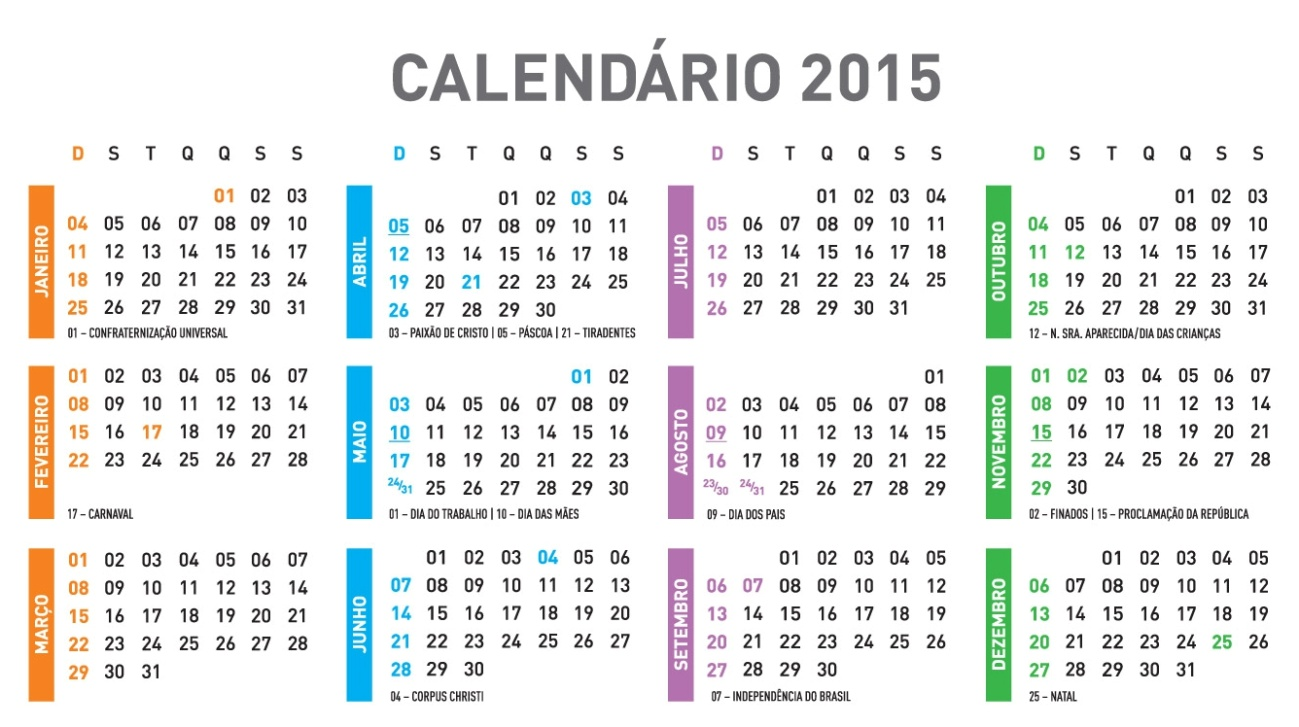 CALENDÁRIO 2015
D S T Q Q S S
JANEIRO
01 02 03
04 05 06 07 08 09 10
11 12 13 14 15 16 17
18 19 20 21 22 23 24
25 26 27 28 29 30 31
01 – CONFRATERNIZAÇÃO UNIVERSAL
FEVEREIRO
01 02 03 04 05 06 07
08 09 10 11 12 13 14
15 16 17 18 19 20 21
22 23 24 25 26 27 28
17 – CARNAVAL
MARÇO
01 02 03 04 05 06 07
08 09 10 11 12 13 14
15 16 17 18 19 20 21
22 23 24 25 26 27 28
29 30 31
D S T Q Q S S
ABRIL
01 02 03 04
05 06 07 08 09 10 11
12 13 14 15 16 17 18
19 20 21 22 23 24 25
26 27 28 29 30
03 – PAIXÃO DE CRISTO | 05 – PÁSCOA | 21 – TIRADENTES
MAIO
01 02
03 04 05 06 07 08 09
10 11 12 13 14 15 16
17 18 19 20 21 22 23
24/31 25 26 27 28 29 30
01 – DIA DO TRABALHO | 10 – DIA DAS MÃES
JUNHO
01 02 03 04 05 06
07 08 09 10 11 12 13
14 15 16 17 18 19 20
21 22 23 24 25 26 27
28 29 30
04 – CORPUS CHRISTI
D S T Q Q S S
JULHO
01 02 03 04
05 06 07 08 09 10 11
12 13 14 15 16 17 18
19 20 21 22 23 24 25
26 27 28 29 30 31
AGOSTO
01
02 03 04 05 06 07 08
09 10 11 12 13 14 15
16 17 18 19 20 21 22
23/30 24/31 25 26 27 28 29
09 – DIA DOS PAIS
SETEMBRO
01 02 03 04 05
06 07 08 09 10 11 12
13 14 15 16 17 18 19
20 21 22 23 24 25 26
27 28 29 30
07 – INDEPENDÊNCIA DO BRASIL
D S T Q Q S S
OUTUBRO
01 02 03
04 05 06 07 08 09 10
11 12 13 14 15 16 17
18 19 20 21 22 23 24
25 26 27 28 29 30 31
12 – N. SRA. APARECIDA/DIA DAS CRIANÇAS
NOVEMBRO
01 02 03 04 05 06 07
08 09 10 11 12 13 14
15 16 17 18 19 20 21
22 23 24 25 26 27 28
29 30
02 – FINADOS | 15 – PROCLAMAÇÃO DA REPÚBLICA
DEZEMBRO
01 02 03 04 05
06 07 08 09 10 11 12
13 14 15 16 17 18 19
20 21 22 23 24 25 26
27 28 29 30 31
25 – NATAL